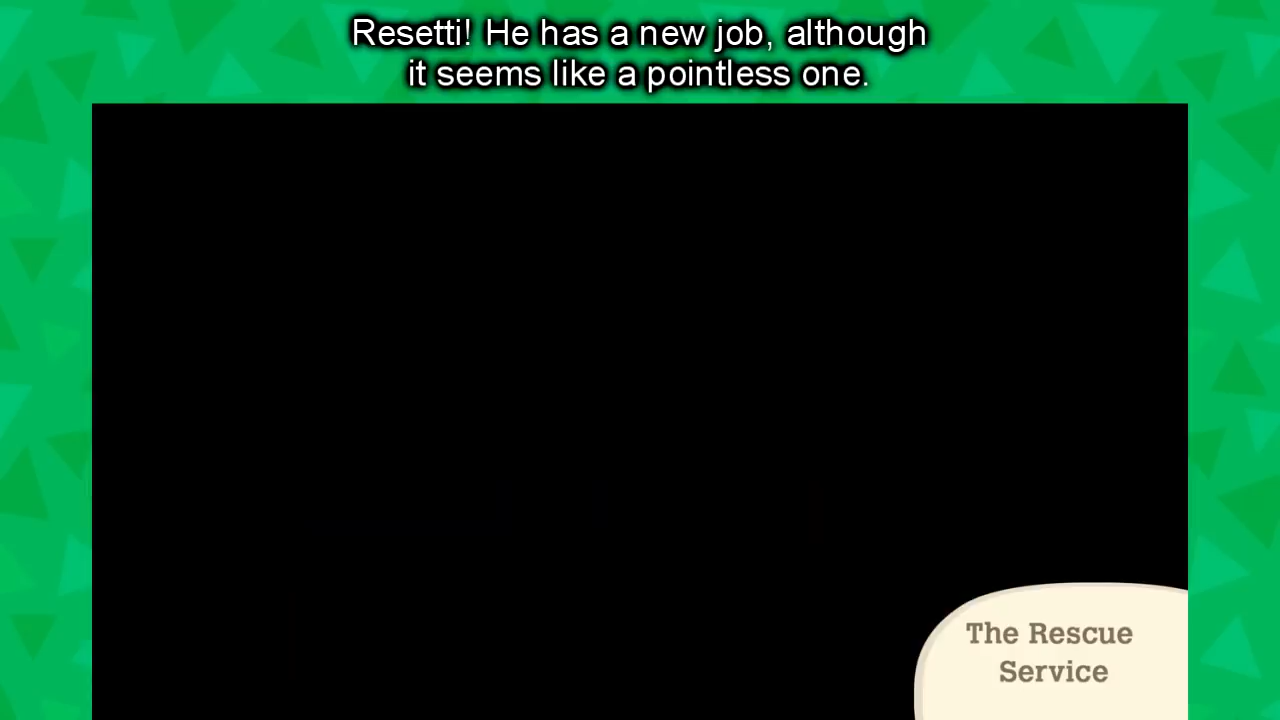 Resetti! He has a new job, although
it seems like a pointless one.
The Rescue
Service